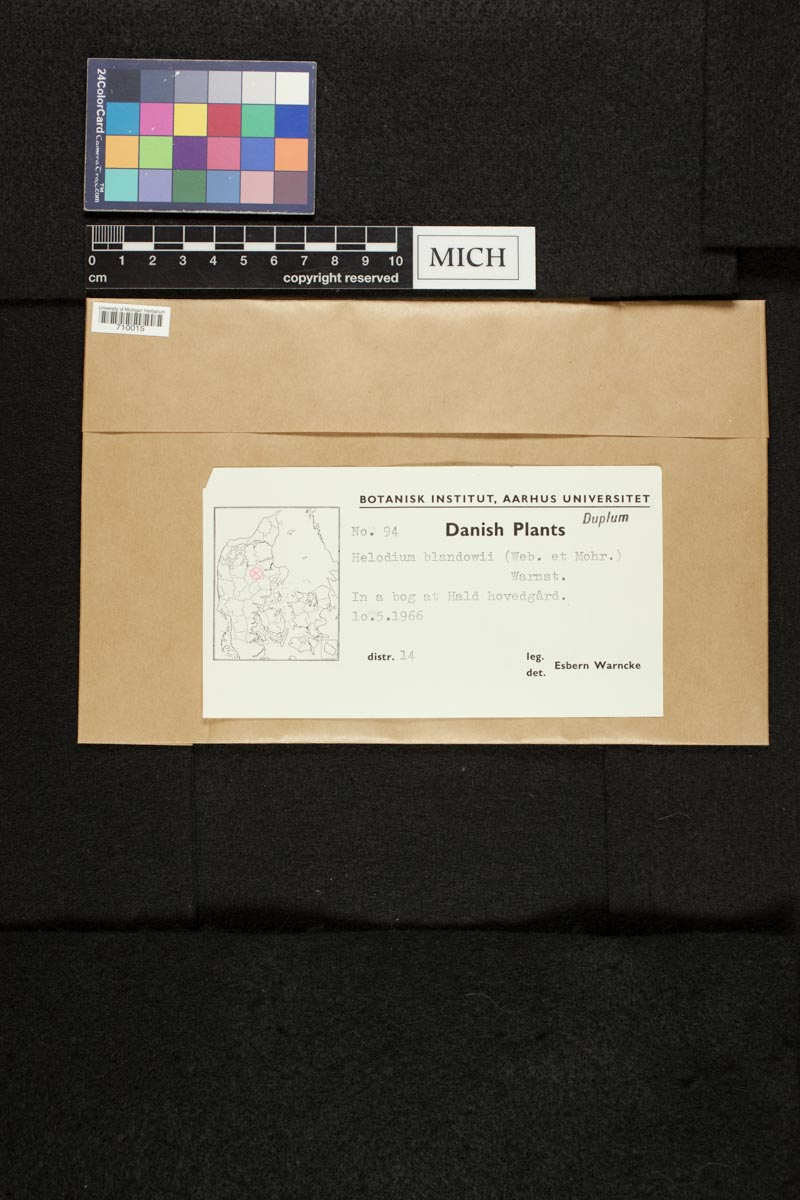 24ColorCard CameraTrax.com TM
0 1 2 3 4 5 6 7 8 9 10
cm copyright reserved
MICH
University of Michigan Herbarium
710015
BOTANISK INSTITUT, AARHUS UNIVERSITET
Duplum
No. 94 Danish Plants
Helodium blandowii (Web. et Mohr.)
Warnst.
In a bog at Hald hovedgård.
lo.5.1966
distr. 14
leg.
det. Esbern Warncke